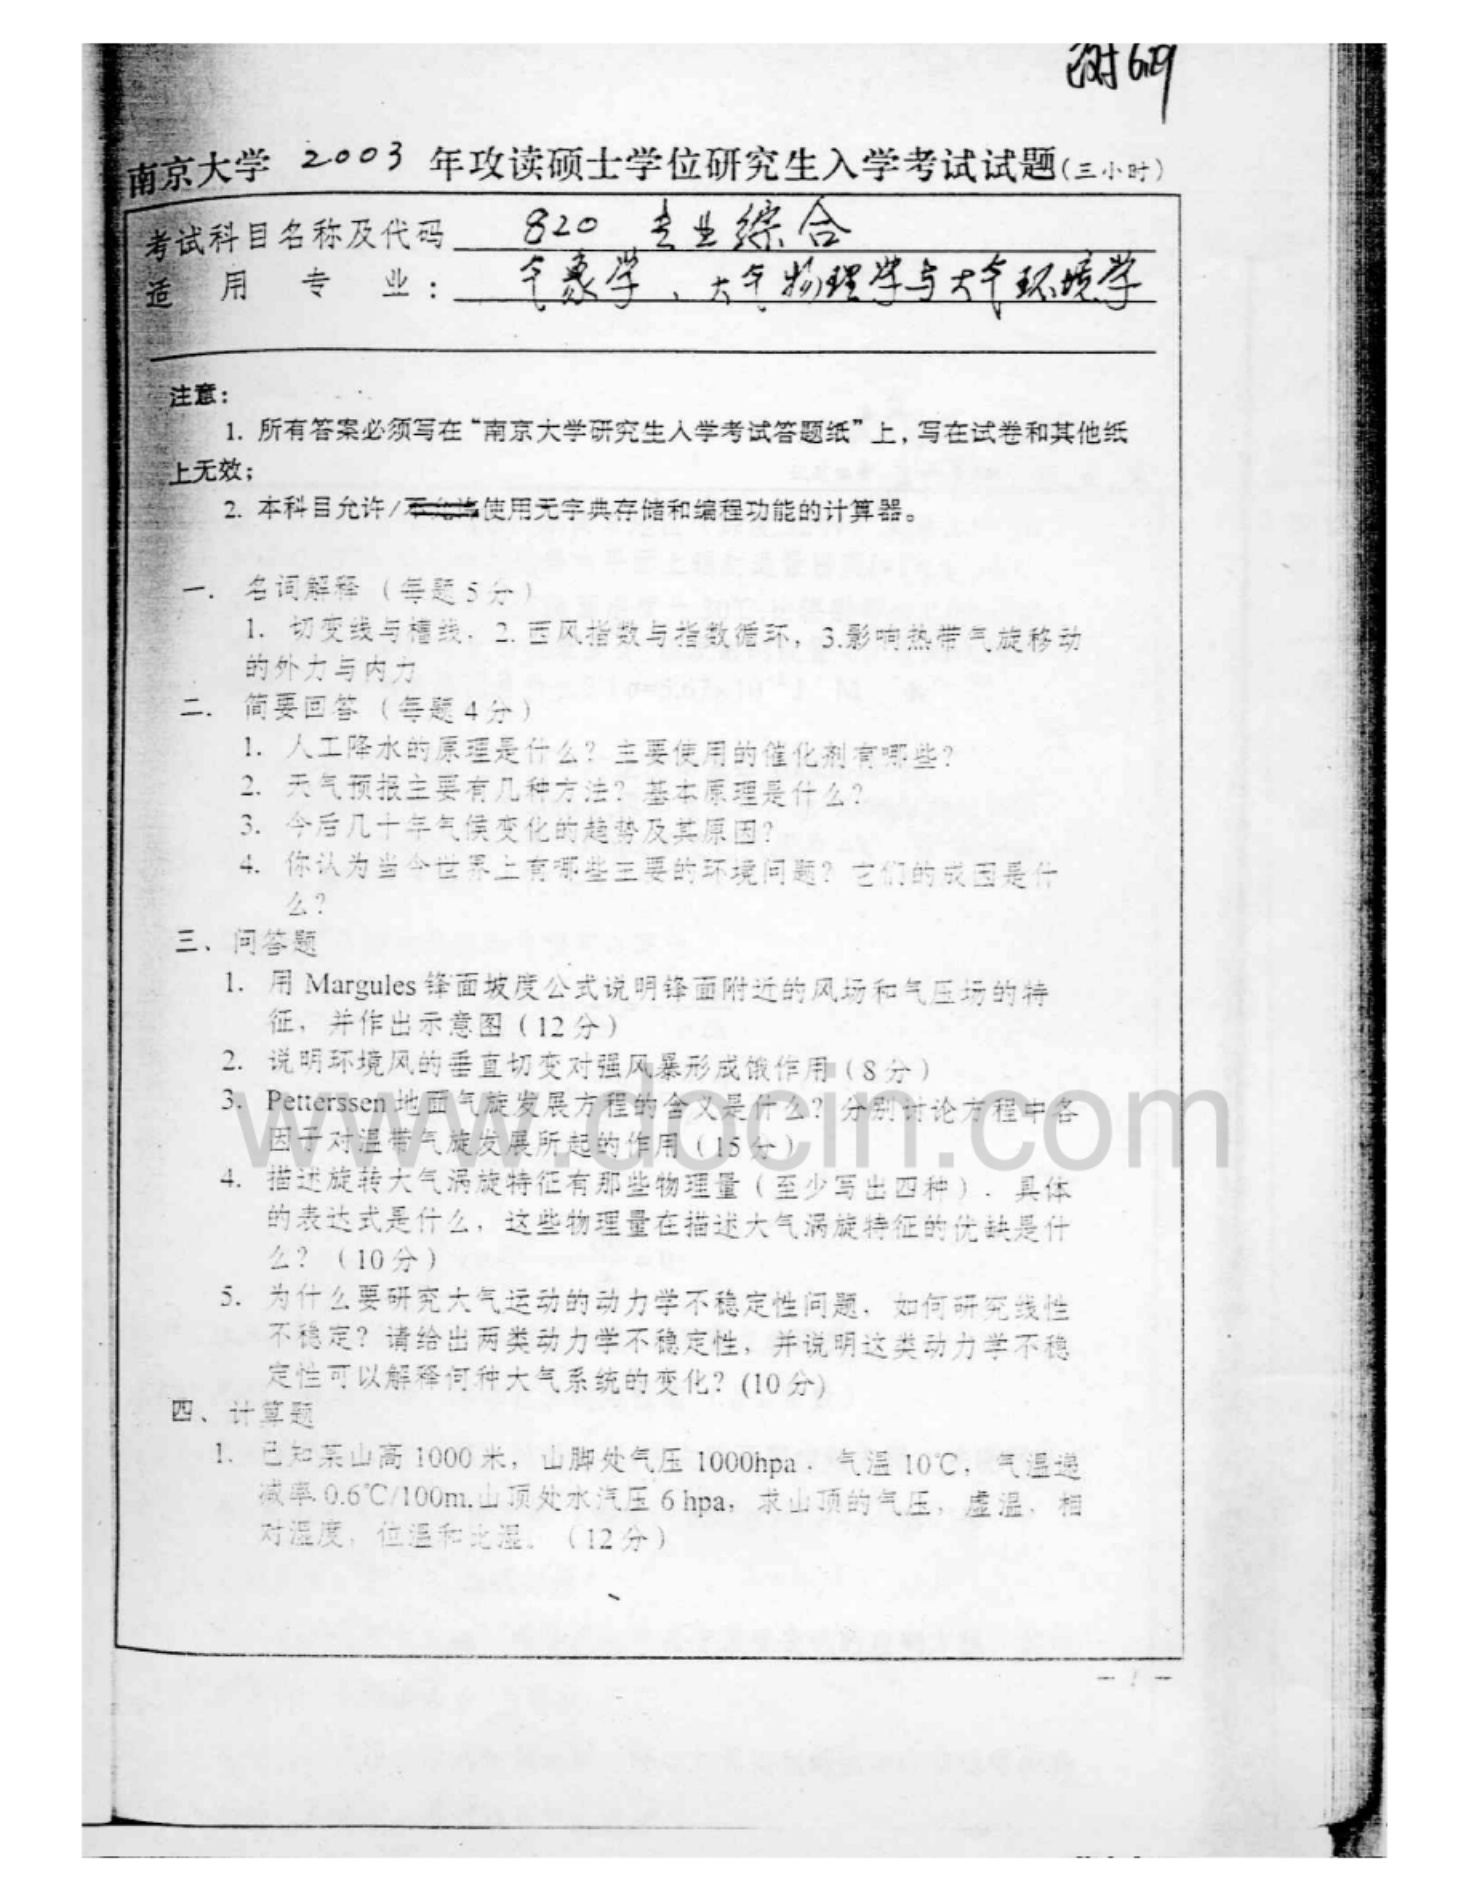 南京大学 2003 年攻读硕士学位研究生入学考试试题(三小时)
考试科目名称及代码 820 专业综合
适用专业: 气象学、大气物理学与大气环境学
注意:
1. 所有答案必须写在“南京大学研究生入学考试答题纸”上,写在试卷和其他纸
上无效;
2. 本科目允许/不允许使用无字典存储和编程功能的计算器。
一. 名词解释(每题5分)
1. 切变线与槽线,2. 西风指数与指数循环,3.影响热带气旋移动
的外力与内力
二. 简要回答(每题4分)
1. 人工降水的原理是什么?主要使用的催化剂有哪些?
2. 天气预报主要有几种方法?基本原理是什么?
3. 今后几十年气候变化的趋势及其原因?
4. 你认为当今世界上有哪些主要的环境问题?它们的成因是什
么?
三、问答题
1. 用 Margules 锋面坡度公式说明锋面附近的风场和气压场的特
征,并作出示意图(12分)
2. 说明环境风的垂直切变对强风暴形成饿作用(8分)
3. Petterssen 地面气旋发展方程的含义是什么?分别讨论方程中各
因子对温带气旋发展所起的作用(15分)
4. 描述旋转大气涡旋特征有那些物理量(至少写出四种),具体
的表达式是什么,这些物理量在描述大气涡旋特征的优缺是什
么?(10分)
5. 为什么要研究大气运动的动力学不稳定性问题,如何研究线性
不稳定?请给出两类动力学不稳定性,并说明这类动力学不稳
定性可以解释何种大气系统的变化?(10分)
四、计算题
1. 已知某山高1000米,山脚处气压1000hpa,气温10℃,气温递
减率0.6℃/100m.山顶处水汽压6hpa,求山顶的气压,虚温,相
对湿度,位温和比湿。(12分)
- 1 -
www.docin.com